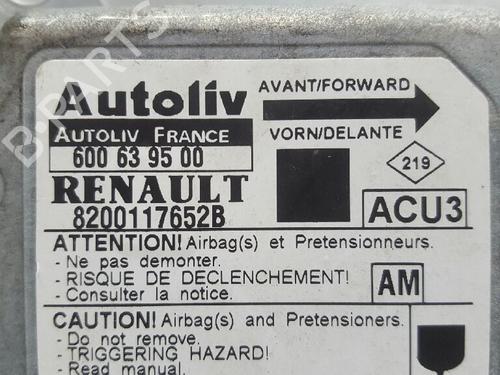 Autoliv
AVANT/FORWARD
AUTOLIV FRANCE
VORN/DELANTE
600 63 95 00
219
RENAULT
8200117652B
ACU3
ATTENTION! Airbag(s) et Pretensionneurs.
- Ne pas demonter.
- RISQUE DE DECLENCHEMENT!
- Consulter la notice.
AM
CAUTION! Airbag(s) and Pretensioners.
- Do not remove.
- TRIGGERING HAZARD!
- Read manual.
B-PARTS